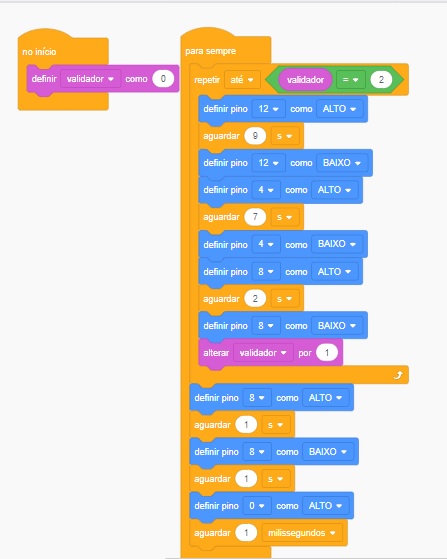 no início
definir validador como 0
para sempre
repetir até validador = 2
definir pino 12 como ALTO
aguardar 9 s
definir pino 12 como BAIXO
definir pino 4 como ALTO
aguardar 7 s
definir pino 4 como BAIXO
definir pino 8 como ALTO
aguardar 2 s
definir pino 8 como BAIXO
alterar validador por 1
definir pino 8 como ALTO
aguardar 1 s
definir pino 8 como BAIXO
aguardar 1 s
definir pino 0 como ALTO
aguardar 1 milissegundos